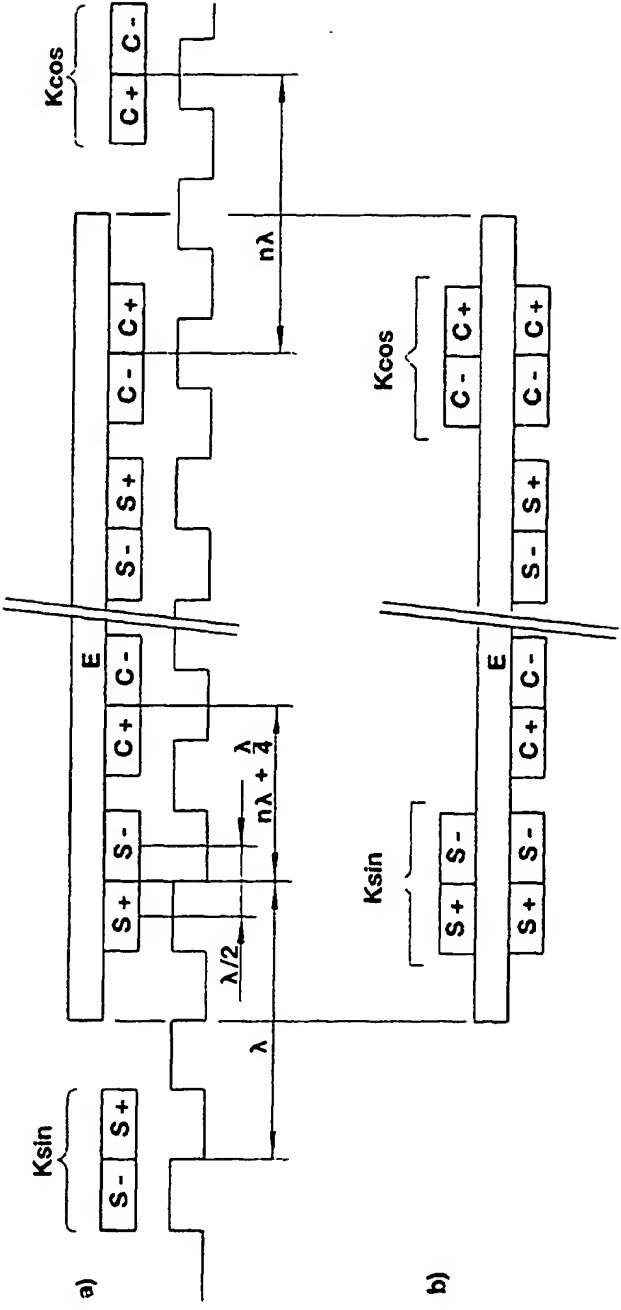 a)
Ksin
Kcos
S - S +
C + C -
E
S + S -
C + C -
S - S +
C - C +
λ/2
nλ + λ/4
nλ
λ
b)
Ksin
Kcos
S + S -
C - C +
E
S + S -
C + C -
S - S +
C - C +